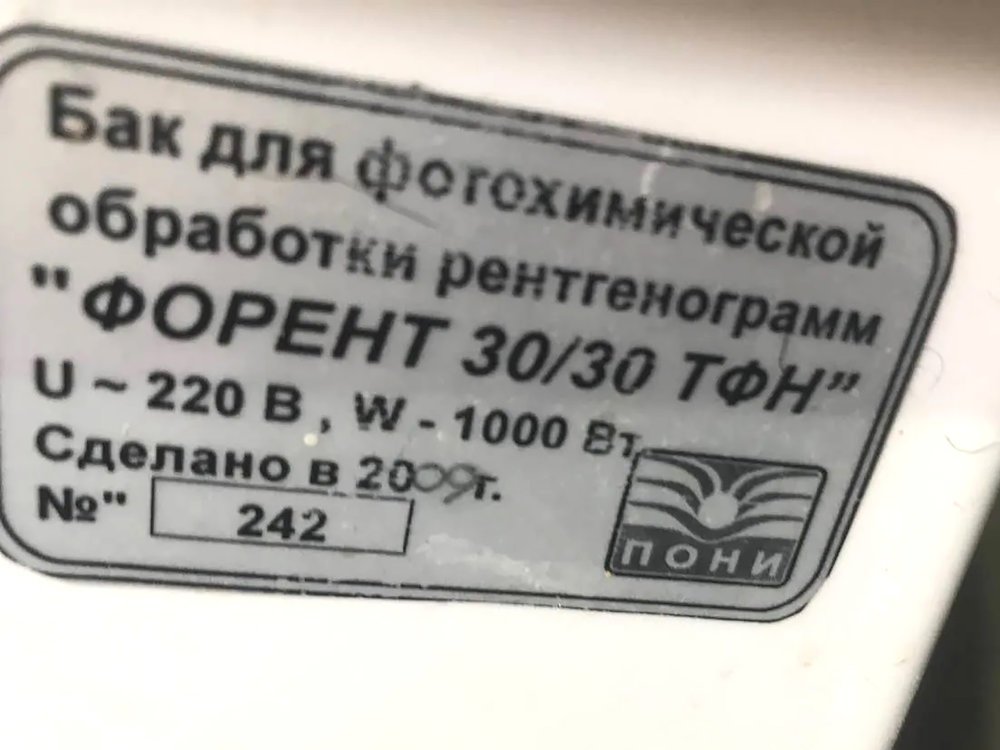 Бак для фотохимической
обработки рентгенограмм
"ФОРЕНТ 30/30 ТФН"
U ~ 220 В , W - 1000 Вт
Сделано в 2009г.
№" 242
ПОНИ